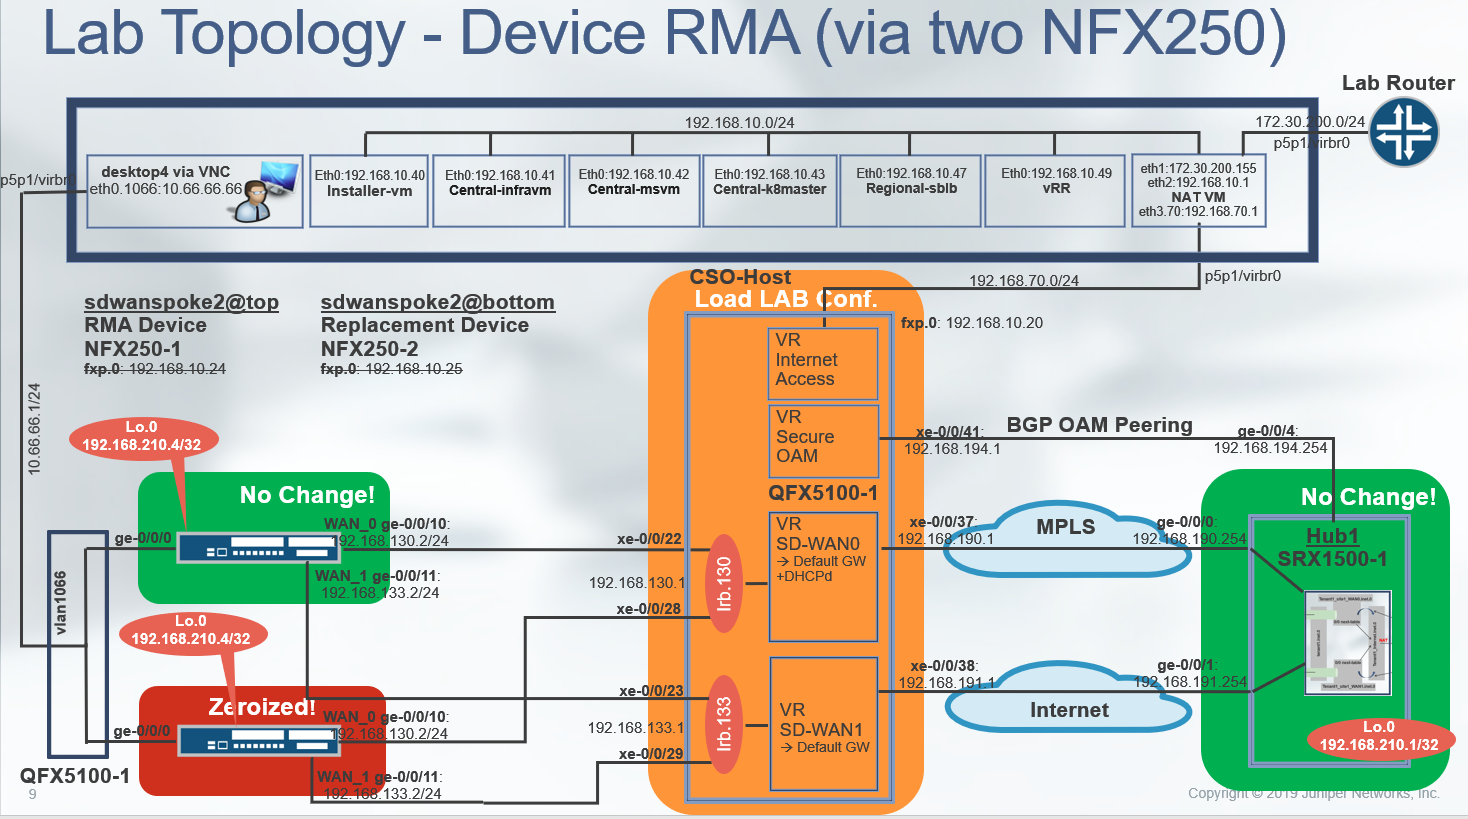 Lab Topology - Device RMA (via two NFX250)
Lab Router
192.168.10.0/24
172.30.200.0/24
p5p1/virbr0
p5p1/virbr0
desktop4 via VNC
eth0.1066:10.66.66.66
Eth0:192.168.10.40
Installer-vm
Eth0:192.168.10.41
Central-infravm
Eth0:192.168.10.42
Central-msvm
Eth0:192.168.10.43
Central-k8master
Eth0:192.168.10.47
Regional-sblb
Eth0:192.168.10.49
vRR
eth1:172.30.200.155
eth2:192.168.10.1
NAT VM
eth3.70:192.168.70.1
CSO-Host
192.168.70.0/24
p5p1/virbr0
sdwanspoke2@top
RMA Device
NFX250-1
fxp.0: 192.168.10.24
sdwanspoke2@bottom
Replacement Device
NFX250-2
fxp.0: 192.168.10.25
Load LAB Conf.
fxp.0: 192.168.10.20
VR
Internet
Access
VR
Secure
OAM
QFX5100-1
VR
SD-WAN0
→ Default GW
+DHCPd
VR
SD-WAN1
→ Default GW
10.66.66.1/24
Lo.0
192.168.210.4/32
No Change!
ge-0/0/0
WAN_0 ge-0/0/10:
192.168.130.2/24
WAN_1 ge-0/0/11:
192.168.133.2/24
vlan1066
Lo.0
192.168.210.4/32
Zeroized!
ge-0/0/0
WAN_0 ge-0/0/10:
192.168.130.2/24
WAN_1 ge-0/0/11:
192.168.133.2/24
QFX5100-1
xe-0/0/22
192.168.130.1
xe-0/0/28
Irb.130
xe-0/0/23
192.168.133.1
xe-0/0/29
Irb.133
xe-0/0/41:
192.168.194.1
BGP OAM Peering
ge-0/0/4:
192.168.194.254
xe-0/0/37:
192.168.190.1
MPLS
ge-0/0/0:
192.168.190.254
xe-0/0/38:
192.168.191.1
Internet
ge-0/0/1:
192.168.191.254
No Change!
Hub1
SRX1500-1
Lo.0
192.168.210.1/32
9
Copyright © 2019 Juniper Networks, Inc.